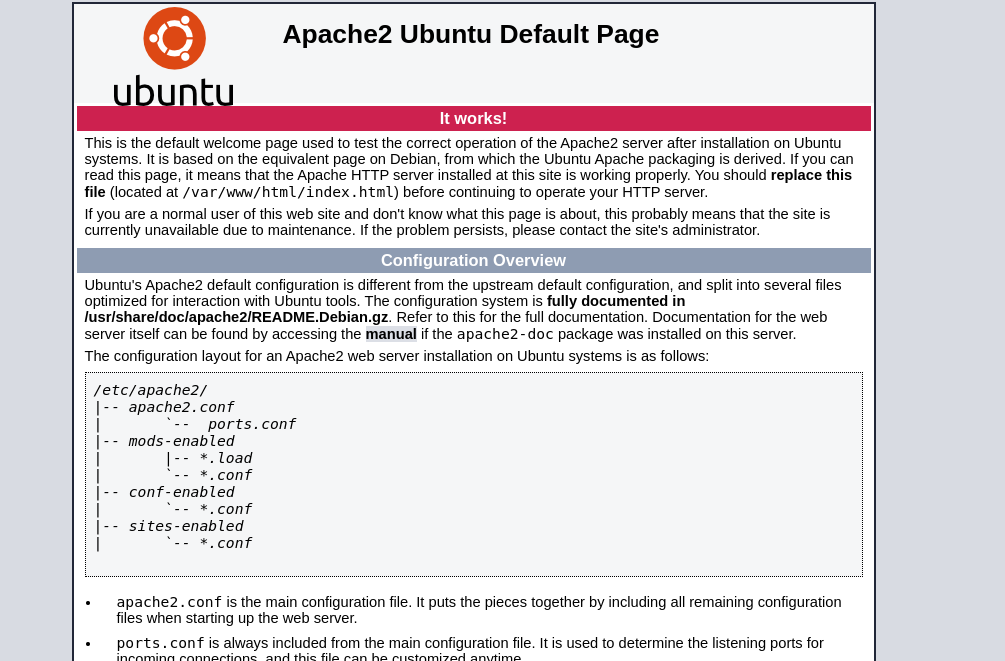 Apache2 Ubuntu Default Page
ubuntu
It works!
This is the default welcome page used to test the correct operation of the Apache2 server after installation on Ubuntu
systems. It is based on the equivalent page on Debian, from which the Ubuntu Apache packaging is derived. If you can
read this page, it means that the Apache HTTP server installed at this site is working properly. You should replace this
file (located at /var/www/html/index.html) before continuing to operate your HTTP server.
If you are a normal user of this web site and don't know what this page is about, this probably means that the site is
currently unavailable due to maintenance. If the problem persists, please contact the site's administrator.
Configuration Overview
Ubuntu's Apache2 default configuration is different from the upstream default configuration, and split into several files
optimized for interaction with Ubuntu tools. The configuration system is fully documented in
/usr/share/doc/apache2/README.Debian.gz. Refer to this for the full documentation. Documentation for the web
server itself can be found by accessing the manual if the apache2-doc package was installed on this server.
The configuration layout for an Apache2 web server installation on Ubuntu systems is as follows:
/etc/apache2/
|-- apache2.conf
|       `--  ports.conf
|-- mods-enabled
|       |-- *.load
|       `-- *.conf
|-- conf-enabled
|       `-- *.conf
|-- sites-enabled
|       `-- *.conf
• apache2.conf is the main configuration file. It puts the pieces together by including all remaining configuration
files when starting up the web server.
• ports.conf is always included from the main configuration file. It is used to determine the listening ports for
incoming connections, and this file can be customized anytime.